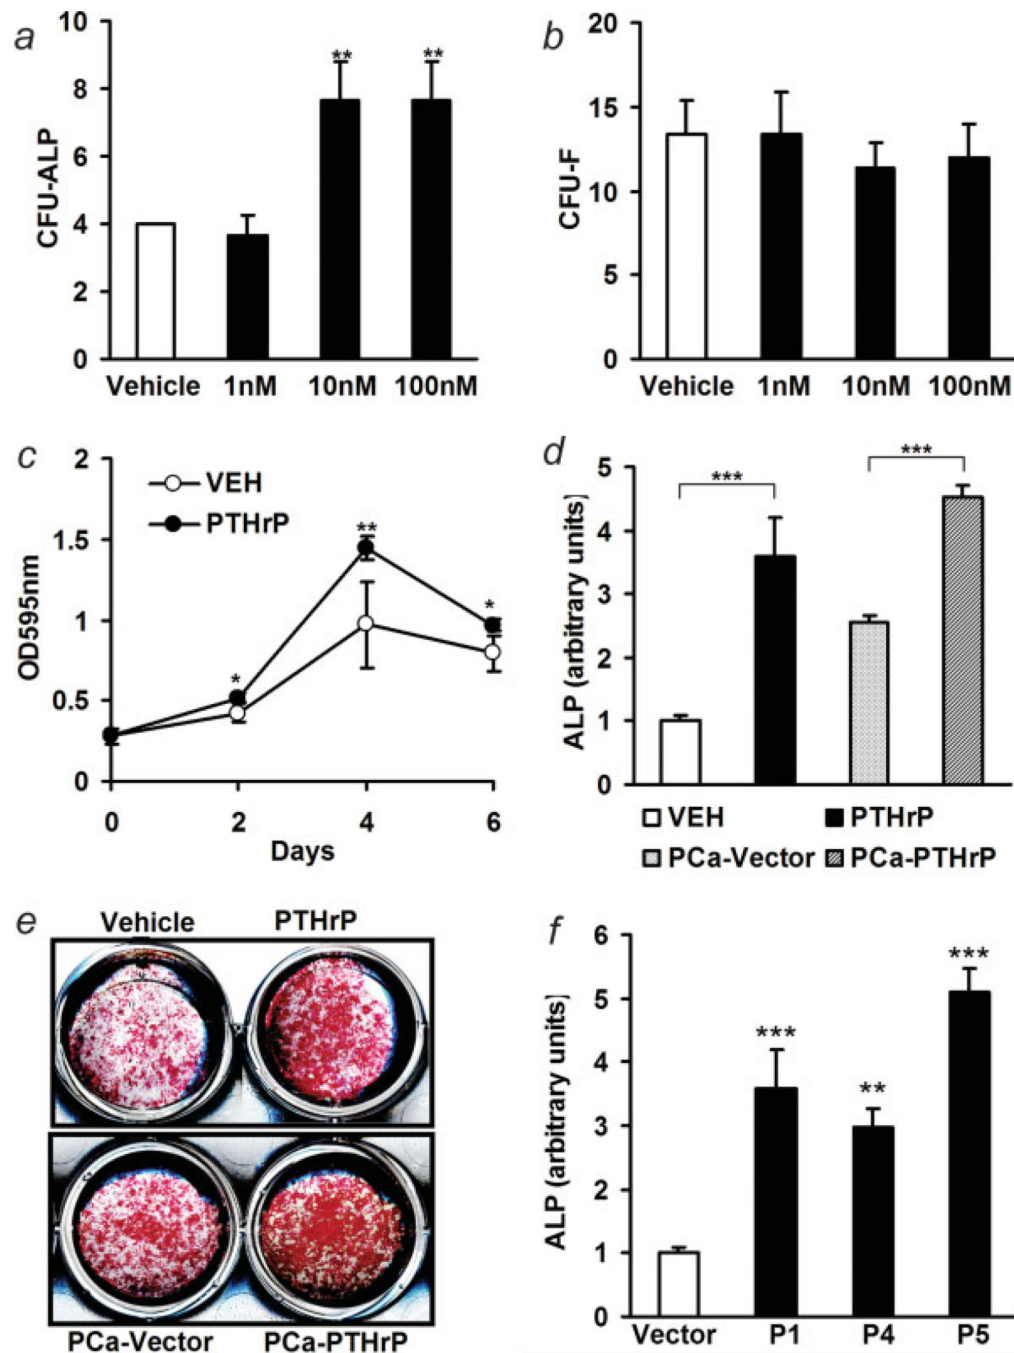 a
10
8
6
4
2
0
CFU-ALP
** **
Vehicle 1nM 10nM 100nM
b
20
15
10
5
0
CFU-F
Vehicle 1nM 10nM 100nM
c
2
1.5
1
0.5
0
OD595nm
VEH
PTHrP
*
**
*
0 2 4 6
Days
d
5
4
3
2
1
0
ALP (arbitrary units)
*** ***
VEH PTHrP
PCa-Vector PCa-PTHrP
e
Vehicle PTHrP
PCa-Vector PCa-PTHrP
f
6
5
4
3
2
1
0
ALP (arbitrary units)
***
**
***
Vector P1 P4 P5